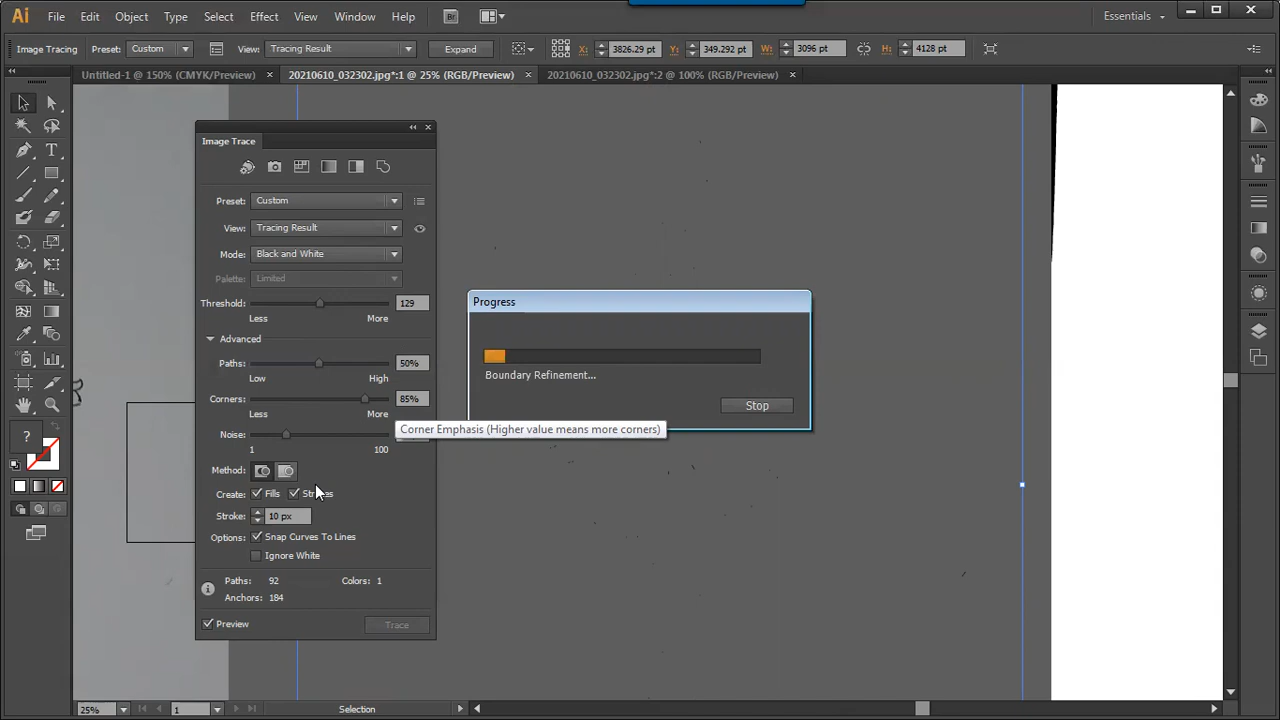 Ai File Edit Object Type Select Effect View Window Help Br Essentials
Image Tracing Preset: Custom View: Tracing Result Expand X: 3826.29 pt Y: 349.292 pt W: 3096 pt H: 4128 pt
Untitled-1 @ 150% (CMYK/Preview) 20210610_032302.jpg*:1 @ 25% (RGB/Preview) 20210610_032302.jpg*:2 @ 100% (RGB/Preview)
Image Trace
Preset: Custom
View: Tracing Result
Mode: Black and White
Palette: Limited
Threshold: 129
Less More
Advanced
Paths: 50%
Low High
Corners: 85%
Less More
Noise:
1 100
Method:
Create: Fills
Stroke: 10 px
Options: Snap Curves To Lines
Ignore White
Paths: 92 Colors: 1
Anchors: 184
Preview Trace
Progress
Boundary Refinement...
Stop
Corner Emphasis (Higher value means more corners)
?
25% 1 Selection